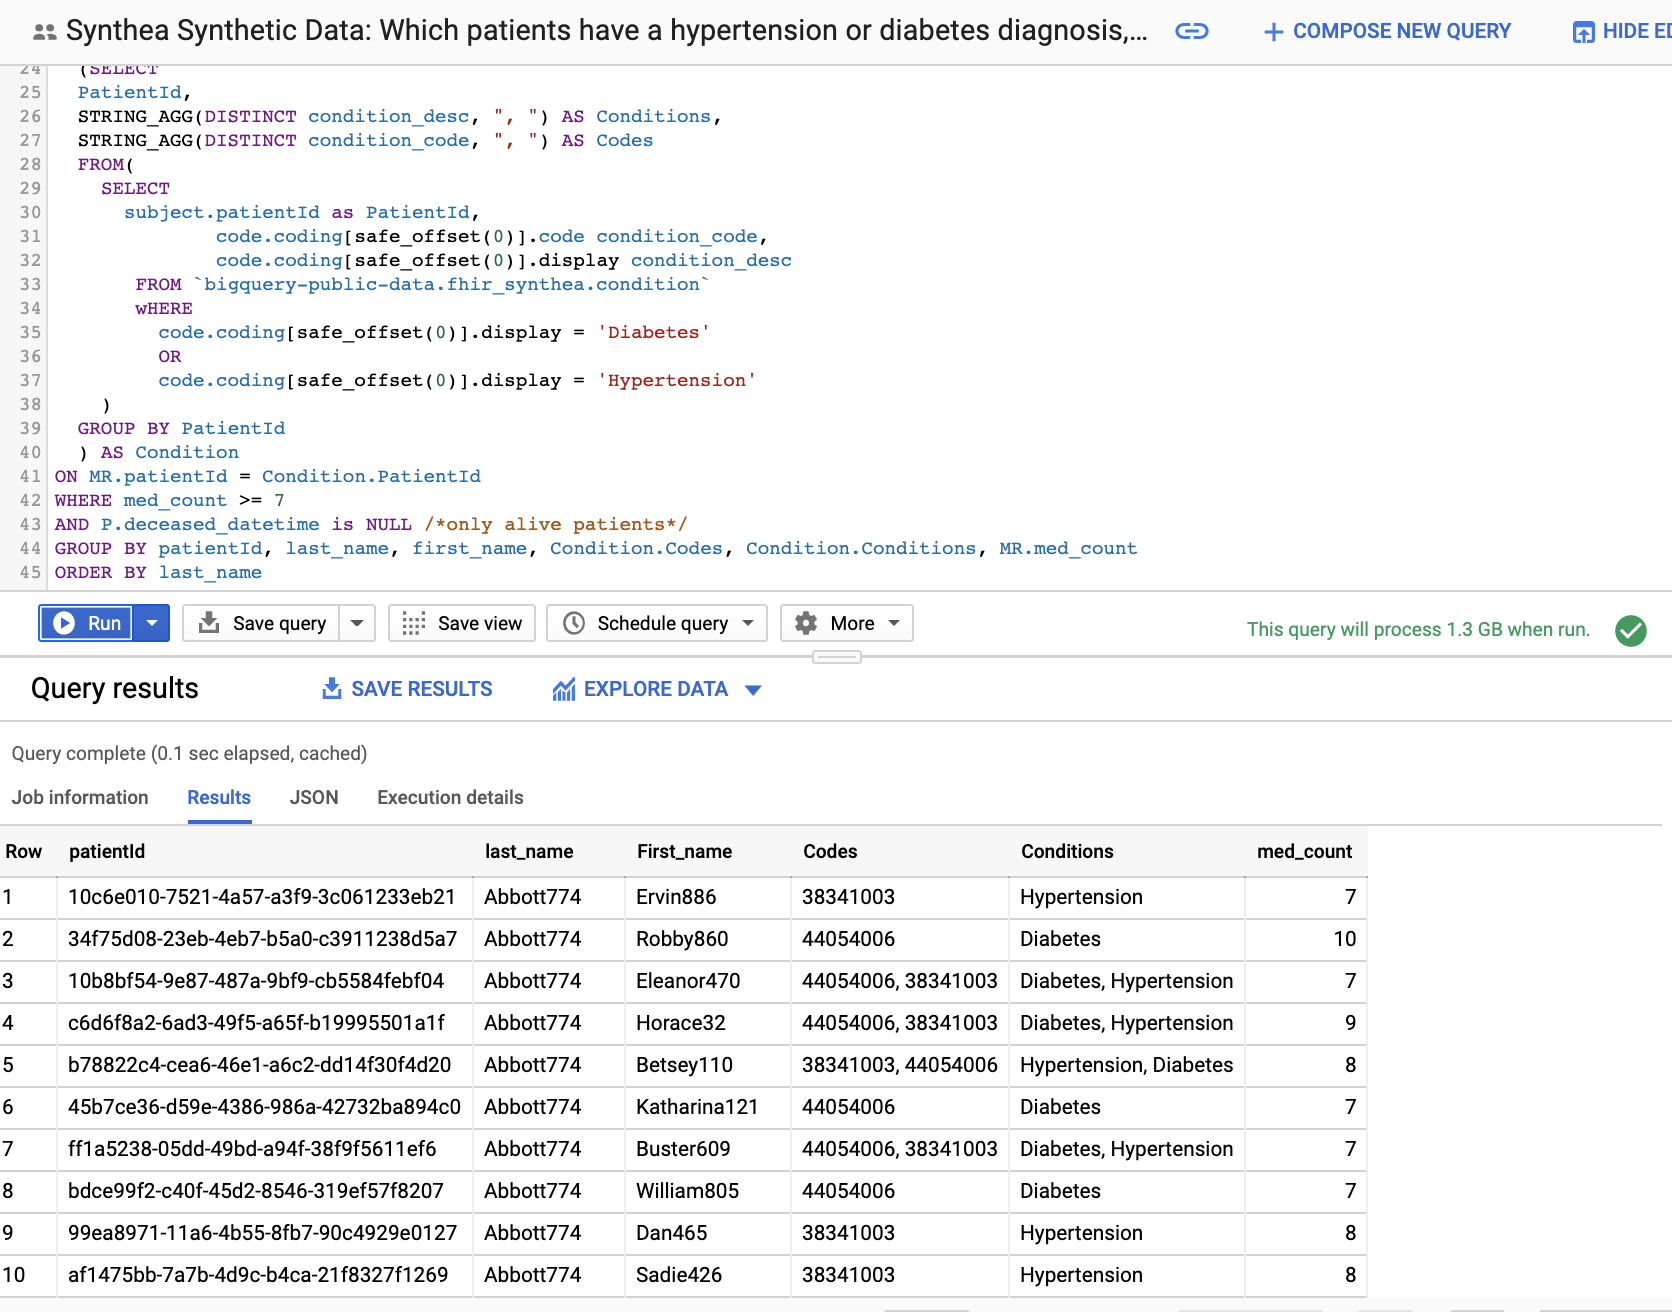 Synthea Synthetic Data: Which patients have a hypertension or diabetes diagnosis,... COMPOSE NEW QUERY HIDE ED
24 (SELECT
25 PatientId,
26 STRING_AGG(DISTINCT condition_desc, ", ") AS Conditions,
27 STRING_AGG(DISTINCT condition_code, ", ") AS Codes
28 FROM(
29 SELECT
30 subject.patientId as PatientId,
31 code.coding[safe_offset(0)].code condition_code,
32 code.coding[safe_offset(0)].display condition_desc
33 FROM `bigquery-public-data.fhir_synthea.condition`
34 wHERE
35 code.coding[safe_offset(0)].display = 'Diabetes'
36 OR
37 code.coding[safe_offset(0)].display = 'Hypertension'
38 )
39 GROUP BY PatientId
40 ) AS Condition
41 ON MR.patientId = Condition.PatientId
42 WHERE med_count >= 7
43 AND P.deceased_datetime is NULL /*only alive patients*/
44 GROUP BY patientId, last_name, first_name, Condition.Codes, Condition.Conditions, MR.med_count
45 ORDER BY last_name
Run Save query Save view Schedule query More This query will process 1.3 GB when run.
Query results SAVE RESULTS EXPLORE DATA
Query complete (0.1 sec elapsed, cached)
Job information Results JSON Execution details
Row patientId last_name First_name Codes Conditions med_count
1 10c6e010-7521-4a57-a3f9-3c061233eb21 Abbott774 Ervin886 38341003 Hypertension 7
2 34f75d08-23eb-4eb7-b5a0-c3911238d5a7 Abbott774 Robby860 44054006 Diabetes 10
3 10b8bf54-9e87-487a-9bf9-cb5584febf04 Abbott774 Eleanor470 44054006, 38341003 Diabetes, Hypertension 7
4 c6d6f8a2-6ad3-49f5-a65f-b19995501a1f Abbott774 Horace32 44054006, 38341003 Diabetes, Hypertension 9
5 b78822c4-cea6-46e1-a6c2-dd14f30f4d20 Abbott774 Betsey110 38341003, 44054006 Hypertension, Diabetes 8
6 45b7ce36-d59e-4386-986a-42732ba894c0 Abbott774 Katharina121 44054006 Diabetes 7
7 ff1a5238-05dd-49bd-a94f-38f9f5611ef6 Abbott774 Buster609 44054006, 38341003 Diabetes, Hypertension 7
8 bdce99f2-c40f-45d2-8546-319ef57f8207 Abbott774 William805 44054006 Diabetes 7
9 99ea8971-11a6-4b55-8fb7-90c4929e0127 Abbott774 Dan465 38341003 Hypertension 8
10 af1475bb-7a7b-4d9c-b4ca-21f8327f1269 Abbott774 Sadie426 38341003 Hypertension 8